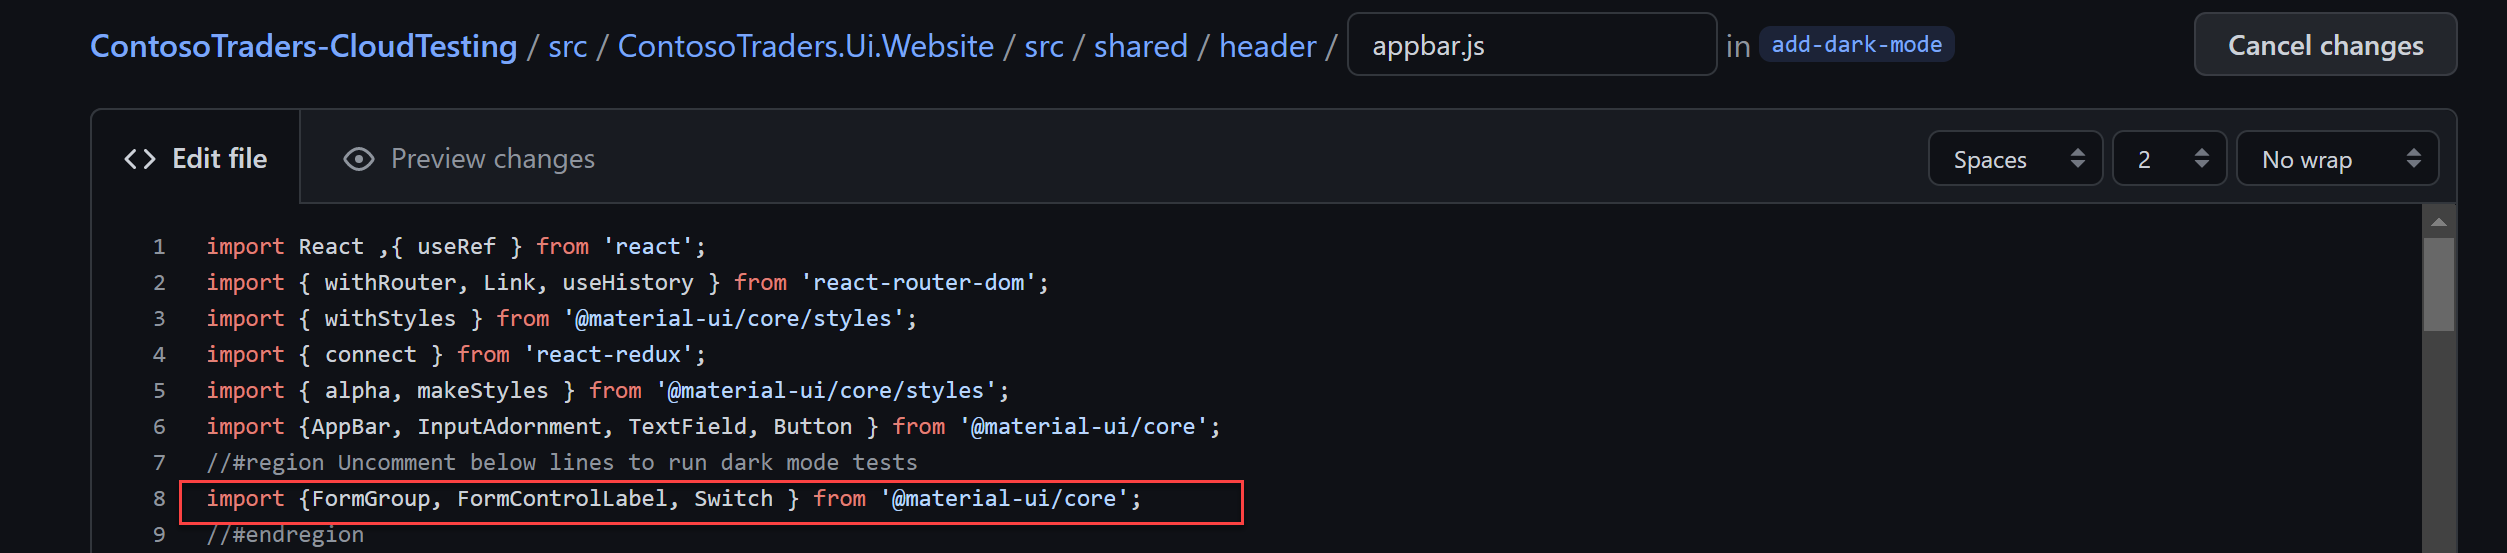 ContosoTraders-CloudTesting / src / ContosoTraders.Ui.Website / src / shared / header / appbar.js in add-dark-mode Cancel changes
Edit file Preview changes Spaces 2 No wrap
1 import React ,{ useRef } from 'react';
2 import { withRouter, Link, useHistory } from 'react-router-dom';
3 import { withStyles } from '@material-ui/core/styles';
4 import { connect } from 'react-redux';
5 import { alpha, makeStyles } from '@material-ui/core/styles';
6 import {AppBar, InputAdornment, TextField, Button } from '@material-ui/core';
7 //#region Uncomment below lines to run dark mode tests
8 import {FormGroup, FormControlLabel, Switch } from '@material-ui/core';
9 //#endregion